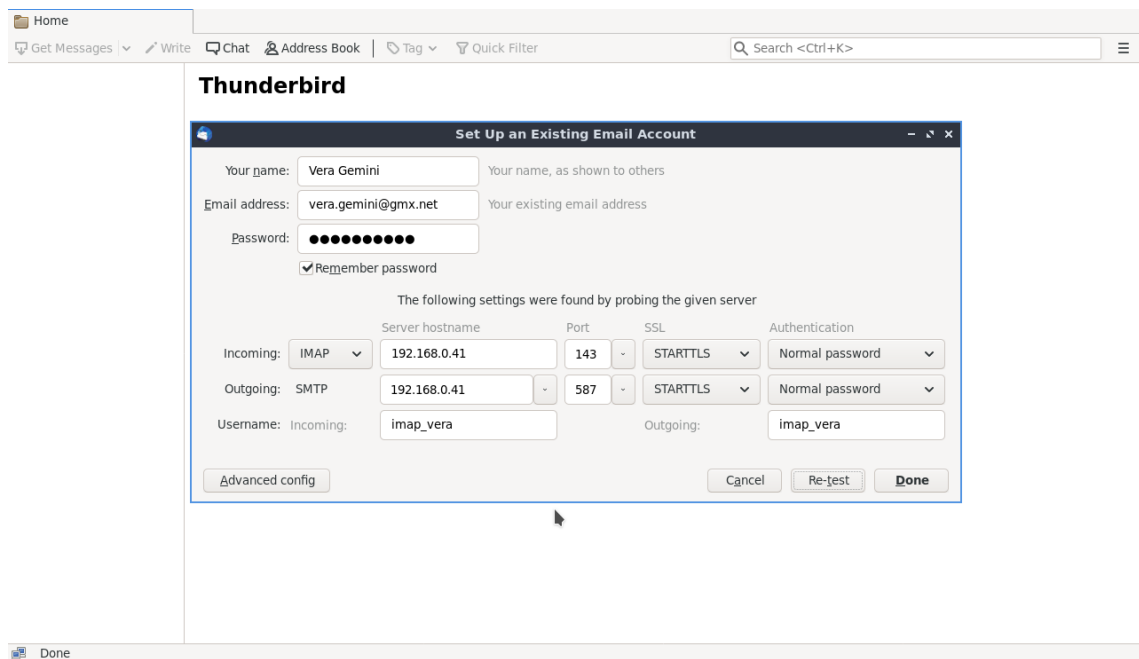 Home
Get Messages Write Chat Address Book Tag Quick Filter Search <Ctrl+K>
Thunderbird
Set Up an Existing Email Account
Your name: Vera Gemini Your name, as shown to others
Email address: vera.gemini@gmx.net Your existing email address
Password: ●●●●●●●●●●
Remember password
The following settings were found by probing the given server
Server hostname Port SSL Authentication
Incoming: IMAP 192.168.0.41 143 STARTTLS Normal password
Outgoing: SMTP 192.168.0.41 587 STARTTLS Normal password
Username: Incoming: imap_vera Outgoing: imap_vera
Advanced config Cancel Re-test Done
Done